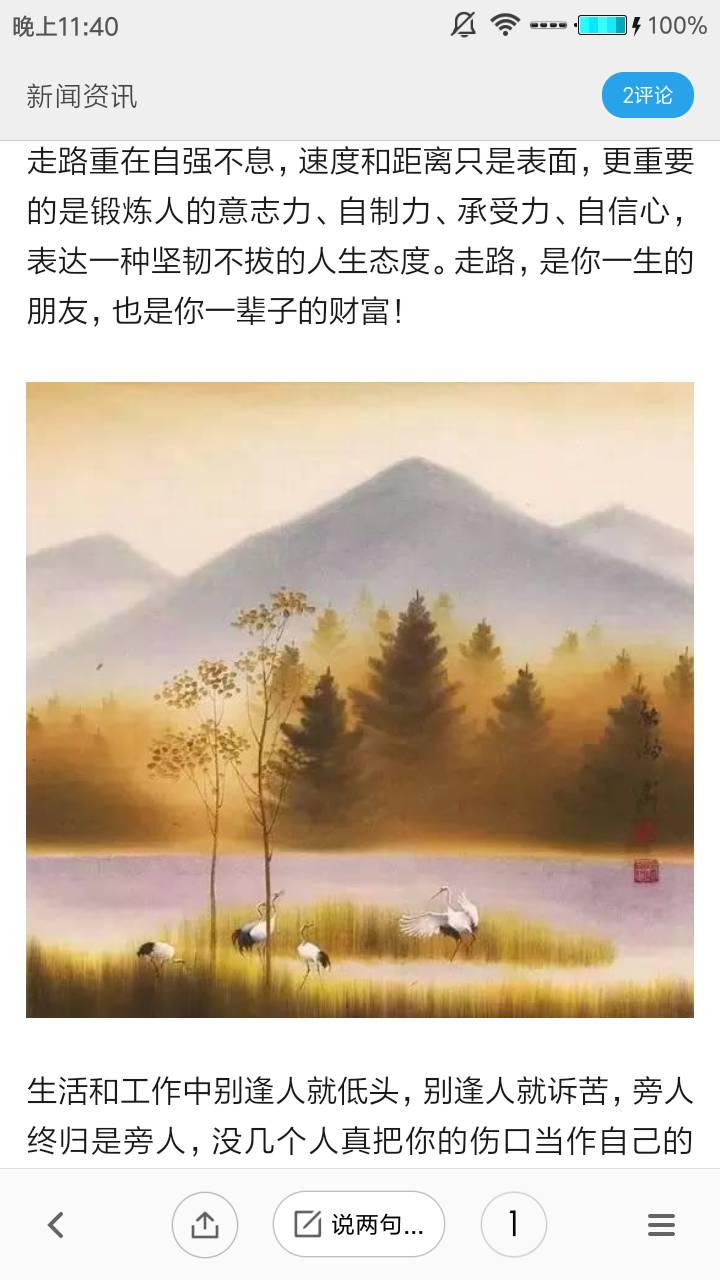 晚上11:40
100%
新闻资讯
2评论
走路重在自强不息，速度和距离只是表面，更重要
的是锻炼人的意志力、自制力、承受力、自信心，
表达一种坚韧不拔的人生态度。走路，是你一生的
朋友，也是你一辈子的财富！
生活和工作中别逢人就低头，别逢人就诉苦，旁人
终归是旁人，没几个人真把你的伤口当作自己的
说两句...
1